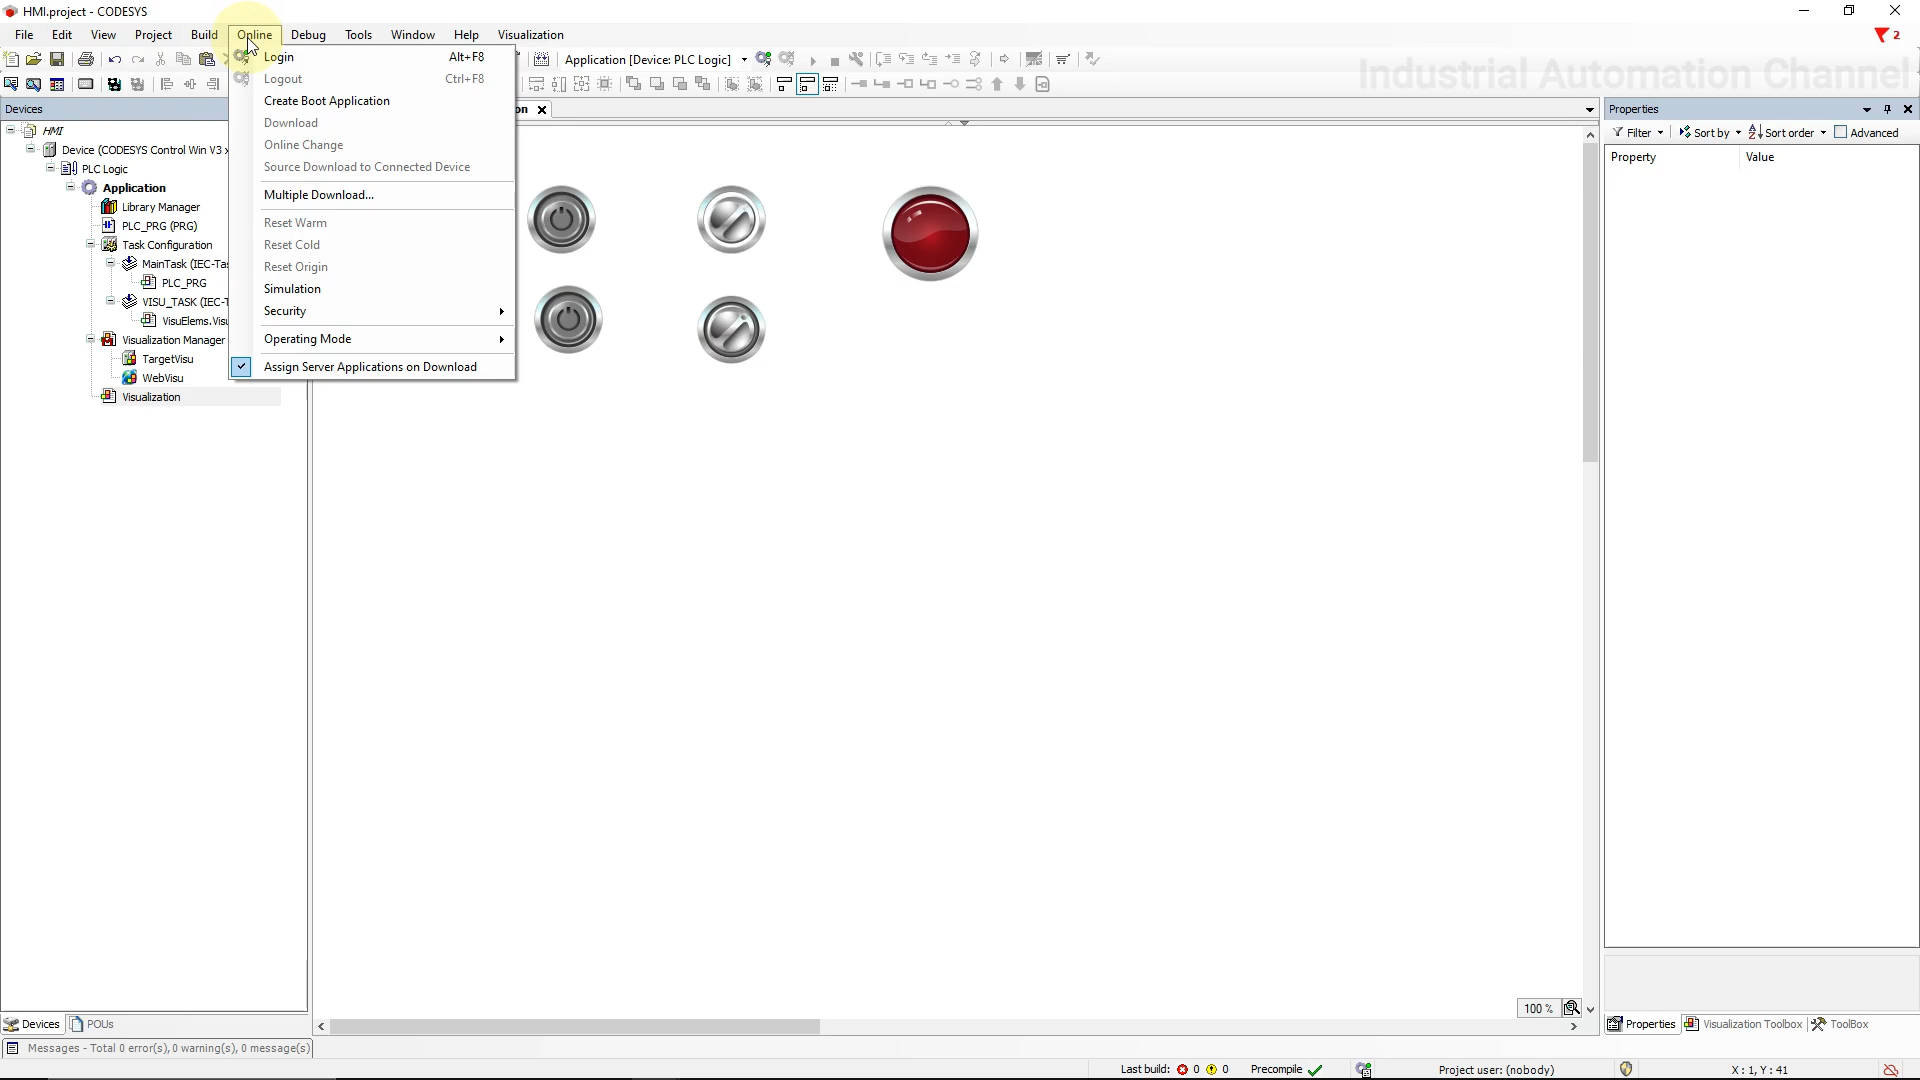 HMI.project - CODESYS
File Edit View Project Build Online Debug Tools Window Help Visualization
2
Application [Device: PLC Logic]
Industrial Automation Channel
Login Alt+F8
Logout Ctrl+F8
Create Boot Application
Download
Online Change
Source Download to Connected Device
Multiple Download...
Reset Warm
Reset Cold
Reset Origin
Simulation
Security
Operating Mode
Assign Server Applications on Download
Devices
HMI
Device (CODESYS Control Win V3
PLC Logic
Application
Library Manager
PLC_PRG (PRG)
Task Configuration
MainTask (IEC-Tas
PLC_PRG
VISU_TASK (IEC-T
VisuElems.Visu
Visualization Manager
TargetVisu
WebVisu
Visualization
on
Properties
Filter Sort by Sort order Advanced
Property Value
100 %
Devices POUs
Properties Visualization Toolbox ToolBox
Messages - Total 0 error(s), 0 warning(s), 0 message(s)
Last build: 0 0 Precompile Project user: (nobody) X: 1, Y: 41